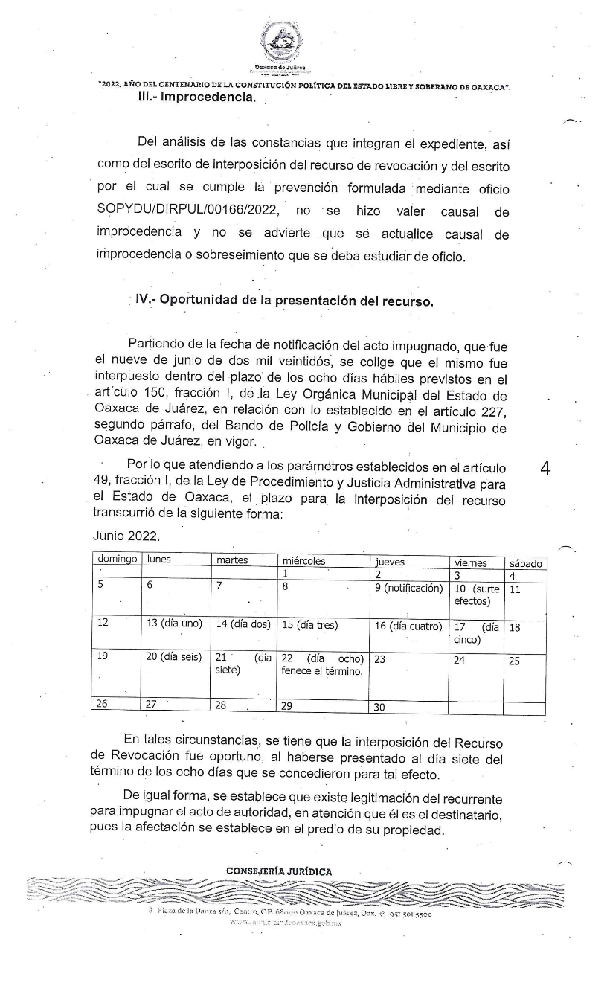 Oaxaca de Juárez
2022-2024
"2022, AÑO DEL CENTENARIO DE LA CONSTITUCIÓN POLÍTICA DEL ESTADO LIBRE Y SOBERANO DE OAXACA".
III.- Improcedencia.
Del análisis de las constancias que integran el expediente, así
como del escrito de interposición del recurso de revocación y del escrito
por el cual se cumple la prevención formulada mediante oficio
SOPYDU/DIRPUL/00166/2022, no se hizo valer causal de
improcedencia y no se advierte que se actualice causal de
improcedencia o sobreseimiento que se deba estudiar de oficio.
IV.- Oportunidad de la presentación del recurso.
Partiendo de la fecha de notificación del acto impugnado, que fue
el nueve de junio de dos mil veintidós, se colige que el mismo fue
interpuesto dentro del plazo de los ocho días hábiles previstos en el
artículo 150, fracción I, de la Ley Orgánica Municipal del Estado de
Oaxaca de Juárez, en relación con lo establecido en el artículo 227,
segundo párrafo, del Bando de Policía y Gobierno del Municipio de
Oaxaca de Juárez, en vigor.
Por lo que atendiendo a los parámetros establecidos en el artículo
49, fracción I, de la Ley de Procedimiento y Justicia Administrativa para
el Estado de Oaxaca, el plazo para la interposición del recurso
transcurrió de la siguiente forma:
4
Junio 2022.
domingo lunes martes miércoles jueves viernes sábado
1 2 3 4
5 6 7 8 9 (notificación) 10 (surte 11
efectos)
12 13 (día uno) 14 (día dos) 15 (día tres) 16 (día cuatro) 17 (día 18
cinco)
19 20 (día seis) 21 (día 22 (día ocho) 23 24 25
siete) fenece el término.
26 27 28 29 30
En tales circunstancias, se tiene que la interposición del Recurso
de Revocación fue oportuno, al haberse presentado al día siete del
término de los ocho días que se concedieron para tal efecto.
De igual forma, se establece que existe legitimación del recurrente
para impugnar el acto de autoridad, en atención que él es el destinatario,
pues la afectación se establece en el predio de su propiedad.
CONSEJERÍA JURÍDICA
Plaza de la Danza s/n, Centro, C.P. 68000 Oaxaca de Juárez, Oax. 951 501 5500
www.municipiodeoaxaca.gob.mx